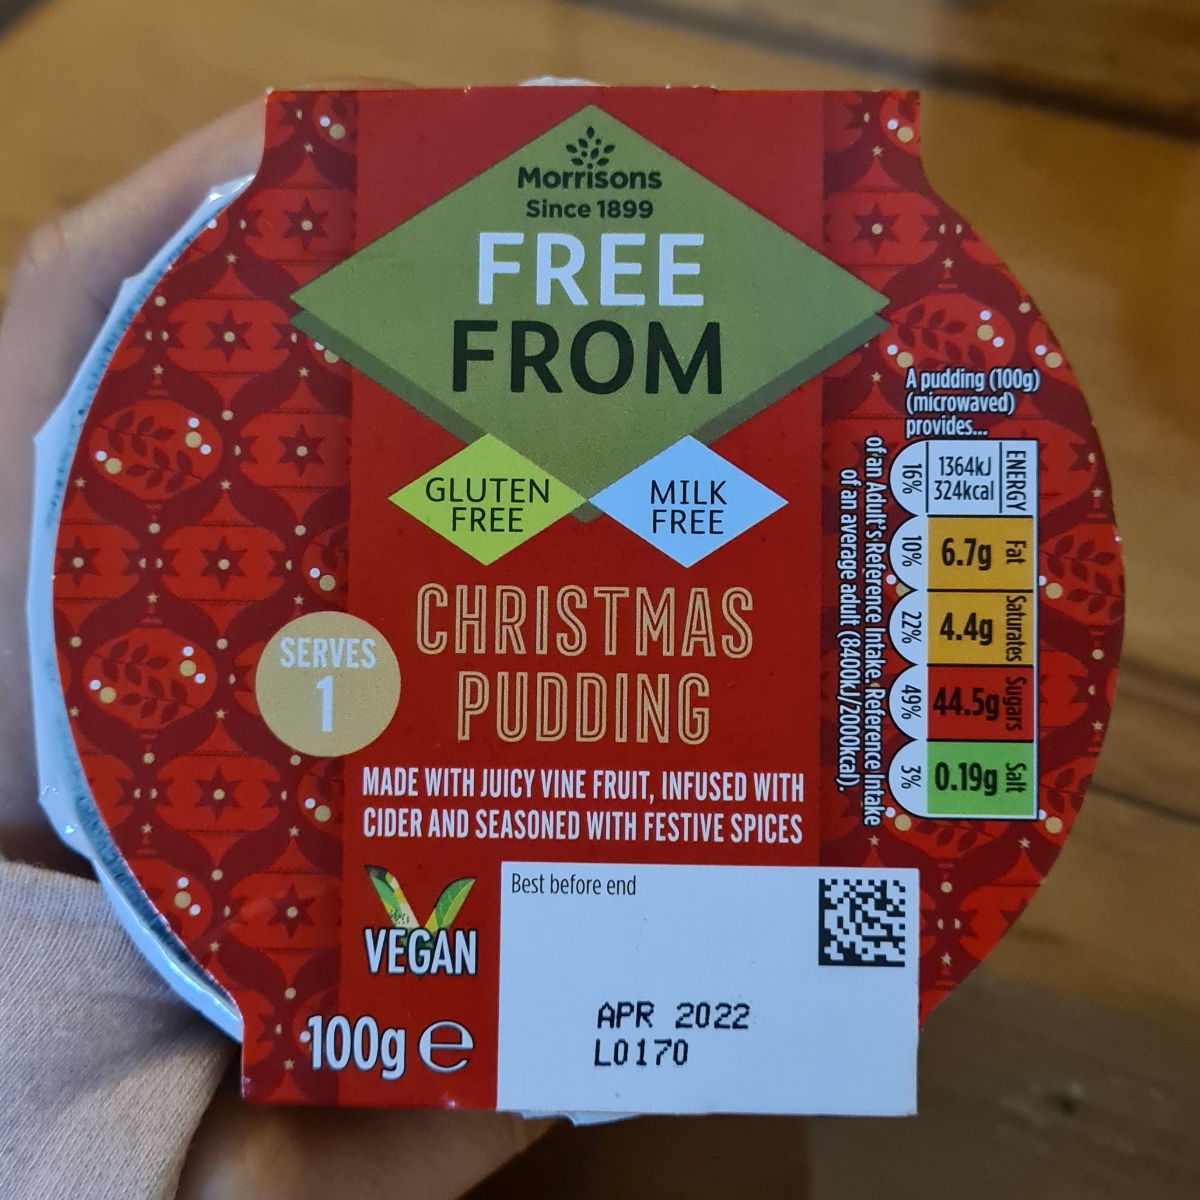 Morrisons
Since 1899
FREE
FROM
GLUTEN
FREE
MILK
FREE
CHRISTMAS
PUDDING
SERVES
1
MADE WITH JUICY VINE FRUIT, INFUSED WITH
CIDER AND SEASONED WITH FESTIVE SPICES
VEGAN
100g e
Best before end
APR 2022
L0170
A pudding (100g)
(microwaved)
provides...
ENERGY
1364kJ
324kcal
16%
Fat
6.7g
10%
Saturates
4.4g
22%
Sugars
44.5g
49%
Salt
0.19g
3%
of an Adult's Reference Intake. Reference Intake
of an average adult (8400kJ/2000kcal).